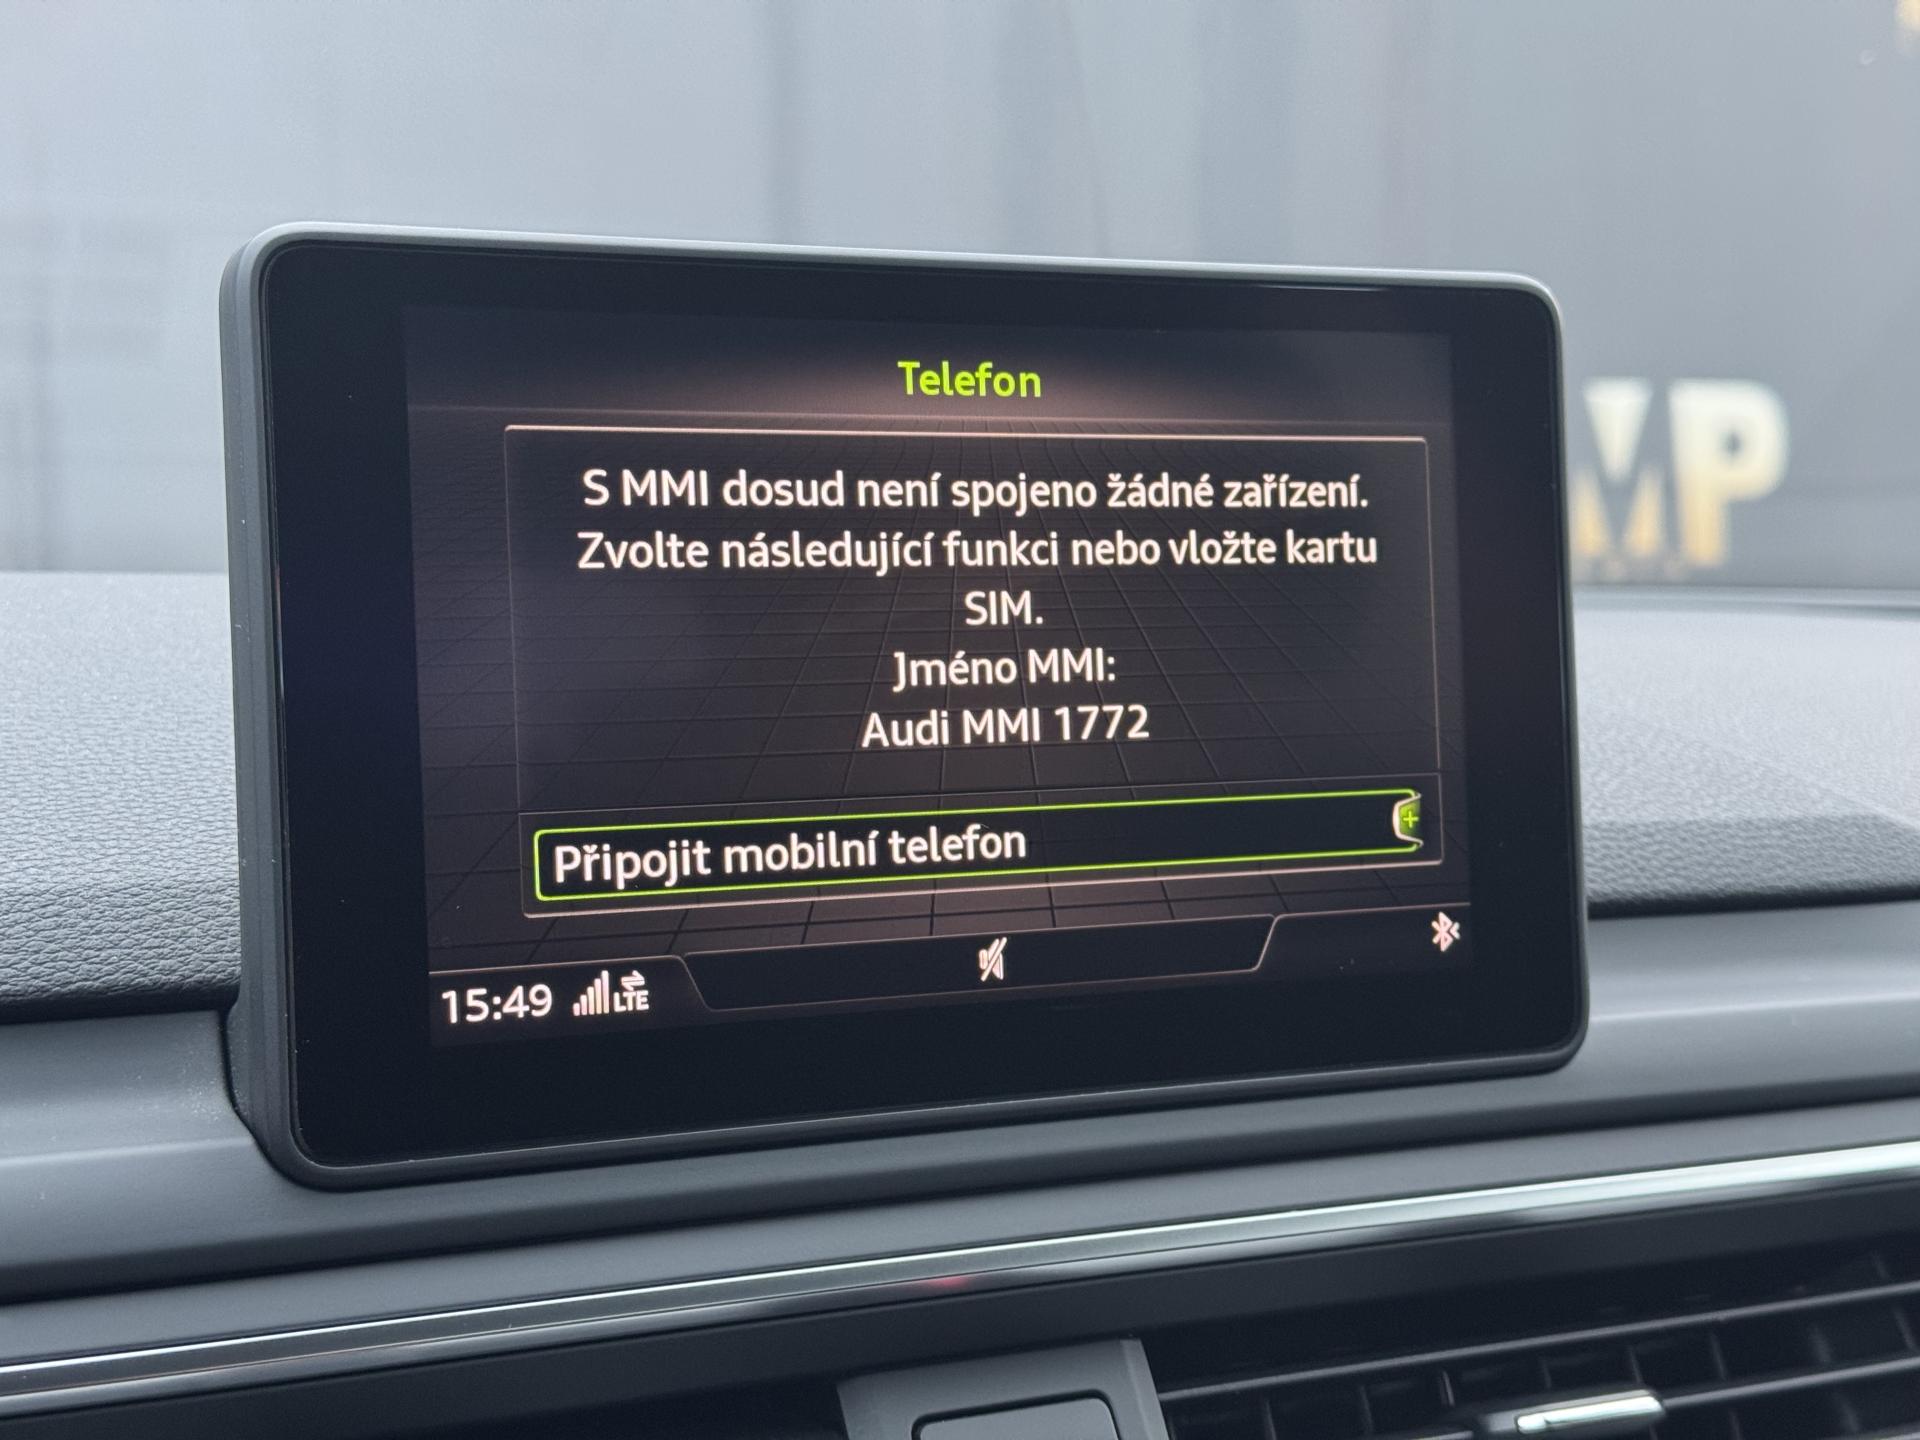 Telefon
S MMI dosud není spojeno žádné zařízení.
Zvolte následující funkci nebo vložte kartu
SIM.
Jméno MMI:
Audi MMI 1772
Připojit mobilní telefon
15:49 LTE
MP